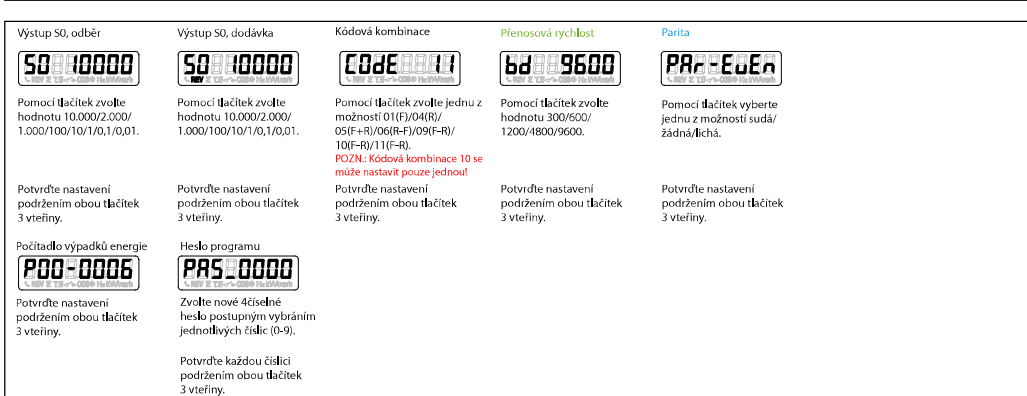 Výstup S0, odběr
S0 10000
Pomocí tlačítek zvolte
hodnotu 10.000/2.000/
1.000/100/10/1/0,1/0,01.
Potvrďte nastavení
podržením obou tlačítek
3 vteřiny.
Výstup S0, dodávka
S0 10000
REV
Pomocí tlačítek zvolte
hodnotu 10.000/2.000/
1.000/100/10/1/0,1/0,01.
Potvrďte nastavení
podržením obou tlačítek
3 vteřiny.
Kódová kombinace
COdE 11
Pomocí tlačítek zvolte jednu z
možností 01(F)/04(R)/
05(F+R)/06(R-F)/09(F-R)/
10(F-R)/11(F-R).
POZN.: Kódová kombinace 10 se
může nastavit pouze jednou!
Potvrďte nastavení
podržením obou tlačítek
3 vteřiny.
Přenosová rychlost
bd 9600
Pomocí tlačítek zvolte
hodnotu 300/600/
1200/4800/9600.
Potvrďte nastavení
podržením obou tlačítek
3 vteřiny.
Parita
PAr-EvEn
Pomocí tlačítek vyberte
jednu z možností sudá/
žádná/lichá.
Potvrďte nastavení
podržením obou tlačítek
3 vteřiny.
Počítadlo výpadků energie
P00-0006
Potvrďte nastavení
podržením obou tlačítek
3 vteřiny.
Heslo programu
PAS_0000
Zvolte nové 4číselné
heslo postupným vybráním
jednotlivých číslic (0-9).
Potvrďte každou číslici
podržením obou tlačítek
3 vteřiny.